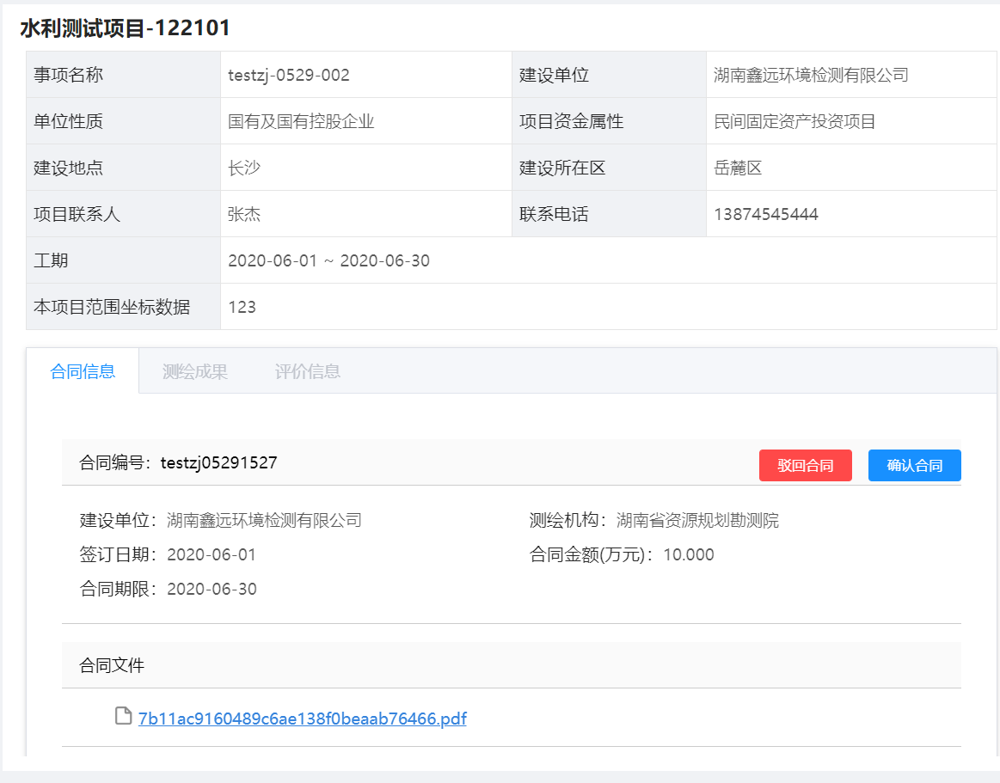 水利测试项目-122101
事项名称 testzj-0529-002 建设单位 湖南鑫远环境检测有限公司
单位性质 国有及国有控股企业 项目资金属性 民间固定资产投资项目
建设地点 长沙 建设所在区 岳麓区
项目联系人 张杰 联系电话 13874545444
工期 2020-06-01 ~ 2020-06-30
本项目范围坐标数据 123
合同信息 测绘成果 评价信息
合同编号：testzj05291527 驳回合同 确认合同
建设单位：湖南鑫远环境检测有限公司 测绘机构：湖南省资源规划勘测院
签订日期：2020-06-01 合同金额(万元)：10.000
合同期限：2020-06-30
合同文件
7b11ac9160489c6ae138f0beaab76466.pdf